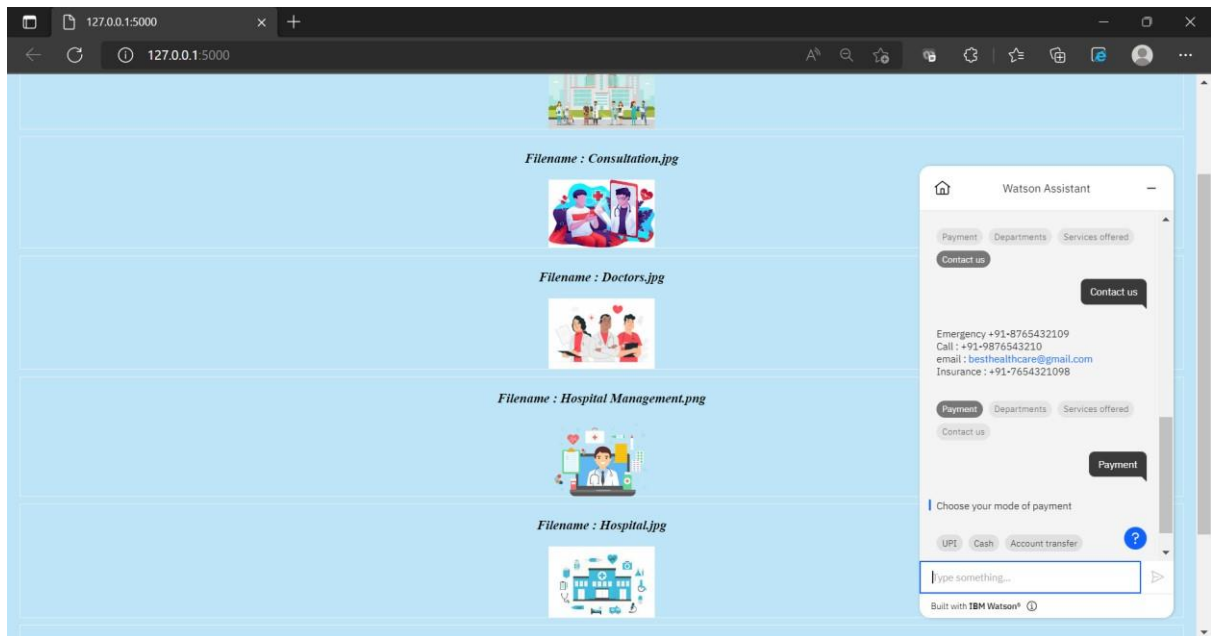 127.0.0.1:5000
127.0.0.1:5000
Filename : Consultation.jpg
Filename : Doctors.jpg
Filename : Hospital Management.png
Filename : Hospital.jpg
Watson Assistant
Payment Departments Services offered
Contact us
Contact us
Emergency +91-8765432109
Call : +91-9876543210
email : besthealthcare@gmail.com
Insurance : +91-7654321098
Payment Departments Services offered
Contact us
Payment
Choose your mode of payment
UPI Cash Account transfer
?
Type something...
Built with IBM Watson®